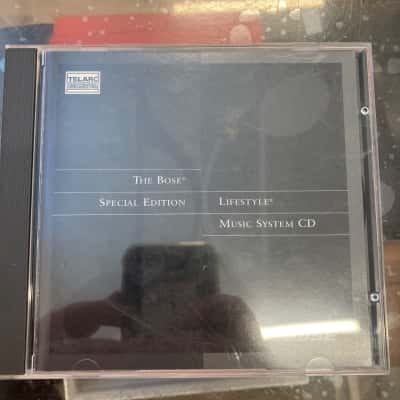 TELARC
THE BOSE®
SPECIAL EDITION LIFESTYLE®
MUSIC SYSTEM CD